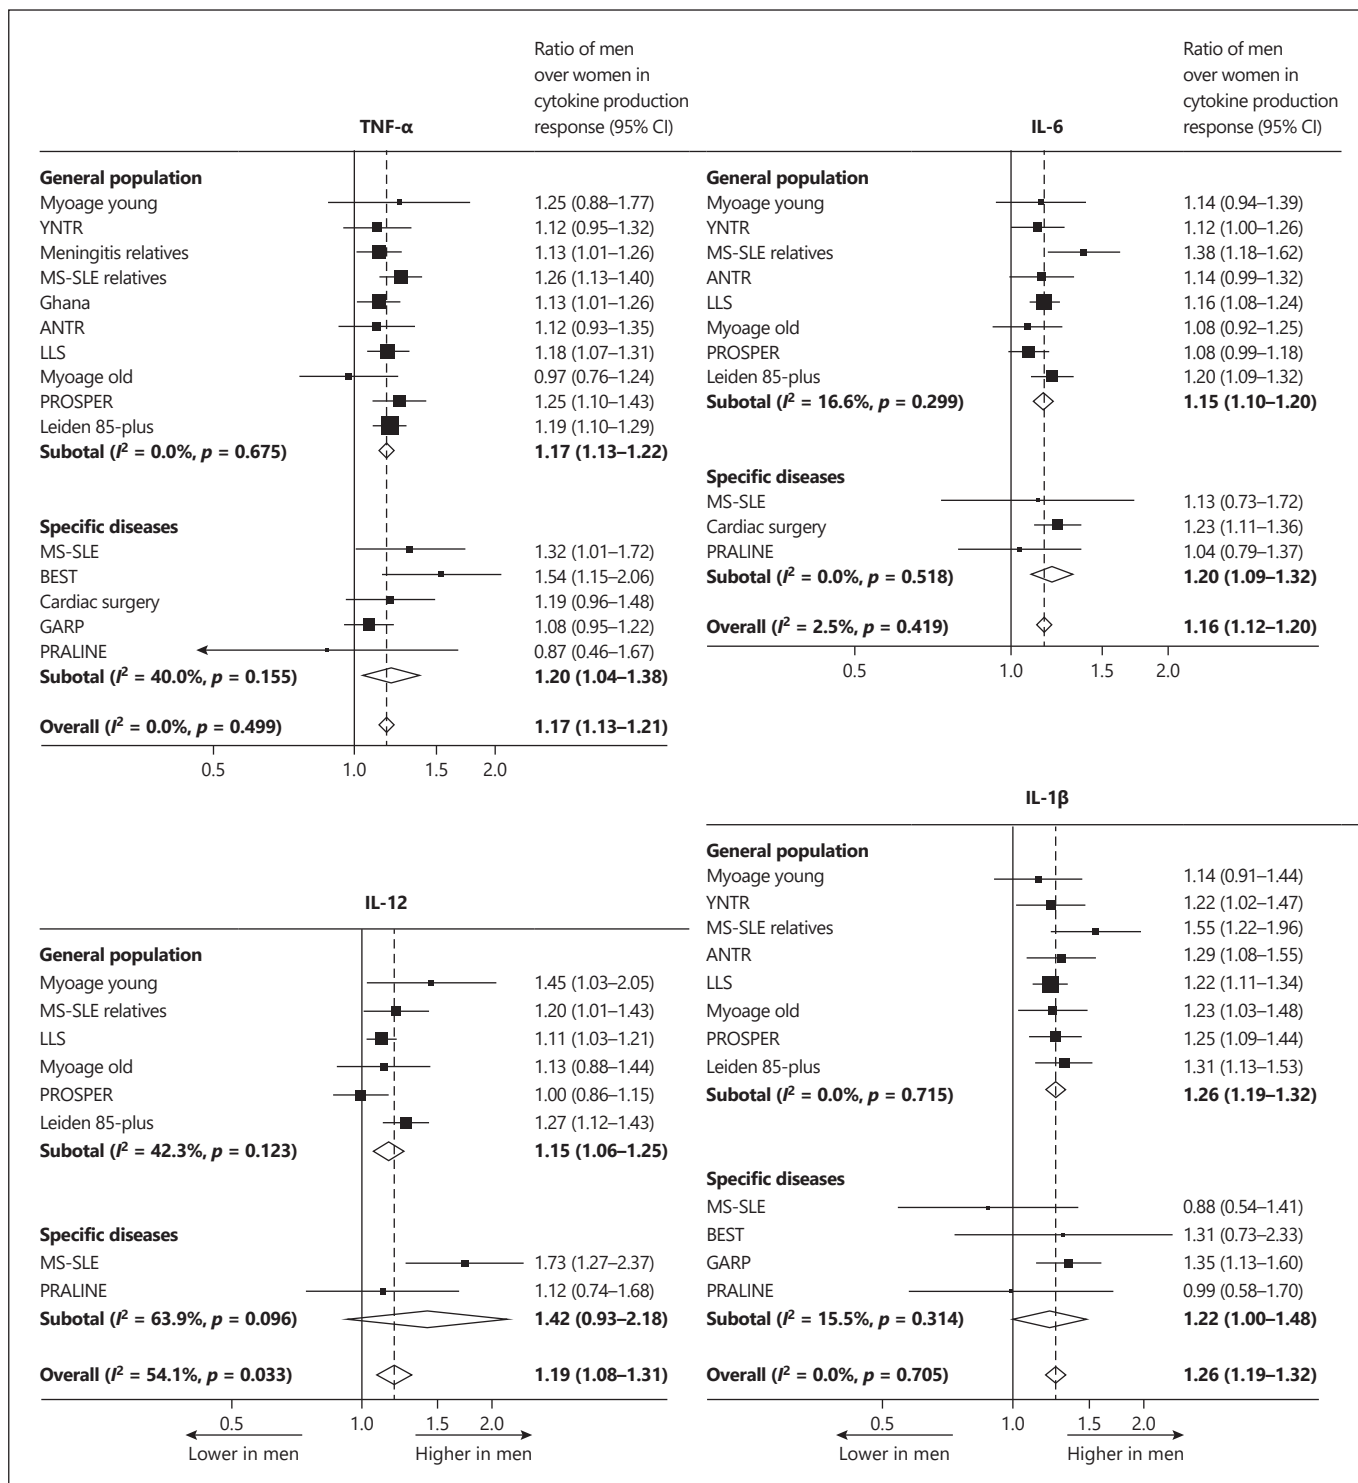 Ratio of men
over women in
cytokine production
TNF-α response (95% CI)
General population
Myoage young 1.25 (0.88–1.77)
YNTR 1.12 (0.95–1.32)
Meningitis relatives 1.13 (1.01–1.26)
MS-SLE relatives 1.26 (1.13–1.40)
Ghana 1.13 (1.01–1.26)
ANTR 1.12 (0.93–1.35)
LLS 1.18 (1.07–1.31)
Myoage old 0.97 (0.76–1.24)
PROSPER 1.25 (1.10–1.43)
Leiden 85-plus 1.19 (1.10–1.29)
Subotal (I² = 0.0%, p = 0.675) 1.17 (1.13–1.22)
Specific diseases
MS-SLE 1.32 (1.01–1.72)
BEST 1.54 (1.15–2.06)
Cardiac surgery 1.19 (0.96–1.48)
GARP 1.08 (0.95–1.22)
PRALINE 0.87 (0.46–1.67)
Subotal (I² = 40.0%, p = 0.155) 1.20 (1.04–1.38)
Overall (I² = 0.0%, p = 0.499) 1.17 (1.13–1.21)
0.5 1.0 1.5 2.0
Ratio of men
over women in
cytokine production
IL-6 response (95% CI)
General population
Myoage young 1.14 (0.94–1.39)
YNTR 1.12 (1.00–1.26)
MS-SLE relatives 1.38 (1.18–1.62)
ANTR 1.14 (0.99–1.32)
LLS 1.16 (1.08–1.24)
Myoage old 1.08 (0.92–1.25)
PROSPER 1.08 (0.99–1.18)
Leiden 85-plus 1.20 (1.09–1.32)
Subotal (I² = 16.6%, p = 0.299) 1.15 (1.10–1.20)
Specific diseases
MS-SLE 1.13 (0.73–1.72)
Cardiac surgery 1.23 (1.11–1.36)
PRALINE 1.04 (0.79–1.37)
Subotal (I² = 0.0%, p = 0.518) 1.20 (1.09–1.32)
Overall (I² = 2.5%, p = 0.419) 1.16 (1.12–1.20)
0.5 1.0 1.5 2.0
IL-12
General population
Myoage young 1.45 (1.03–2.05)
MS-SLE relatives 1.20 (1.01–1.43)
LLS 1.11 (1.03–1.21)
Myoage old 1.13 (0.88–1.44)
PROSPER 1.00 (0.86–1.15)
Leiden 85-plus 1.27 (1.12–1.43)
Subotal (I² = 42.3%, p = 0.123) 1.15 (1.06–1.25)
Specific diseases
MS-SLE 1.73 (1.27–2.37)
PRALINE 1.12 (0.74–1.68)
Subotal (I² = 63.9%, p = 0.096) 1.42 (0.93–2.18)
Overall (I² = 54.1%, p = 0.033) 1.19 (1.08–1.31)
0.5 1.0 1.5 2.0
Lower in men Higher in men
IL-1β
General population
Myoage young 1.14 (0.91–1.44)
YNTR 1.22 (1.02–1.47)
MS-SLE relatives 1.55 (1.22–1.96)
ANTR 1.29 (1.08–1.55)
LLS 1.22 (1.11–1.34)
Myoage old 1.23 (1.03–1.48)
PROSPER 1.25 (1.09–1.44)
Leiden 85-plus 1.31 (1.13–1.53)
Subotal (I² = 0.0%, p = 0.715) 1.26 (1.19–1.32)
Specific diseases
MS-SLE 0.88 (0.54–1.41)
BEST 1.31 (0.73–2.33)
GARP 1.35 (1.13–1.60)
PRALINE 0.99 (0.58–1.70)
Subotal (I² = 15.5%, p = 0.314) 1.22 (1.00–1.48)
Overall (I² = 0.0%, p = 0.705) 1.26 (1.19–1.32)
0.5 1.0 1.5 2.0
Lower in men Higher in men